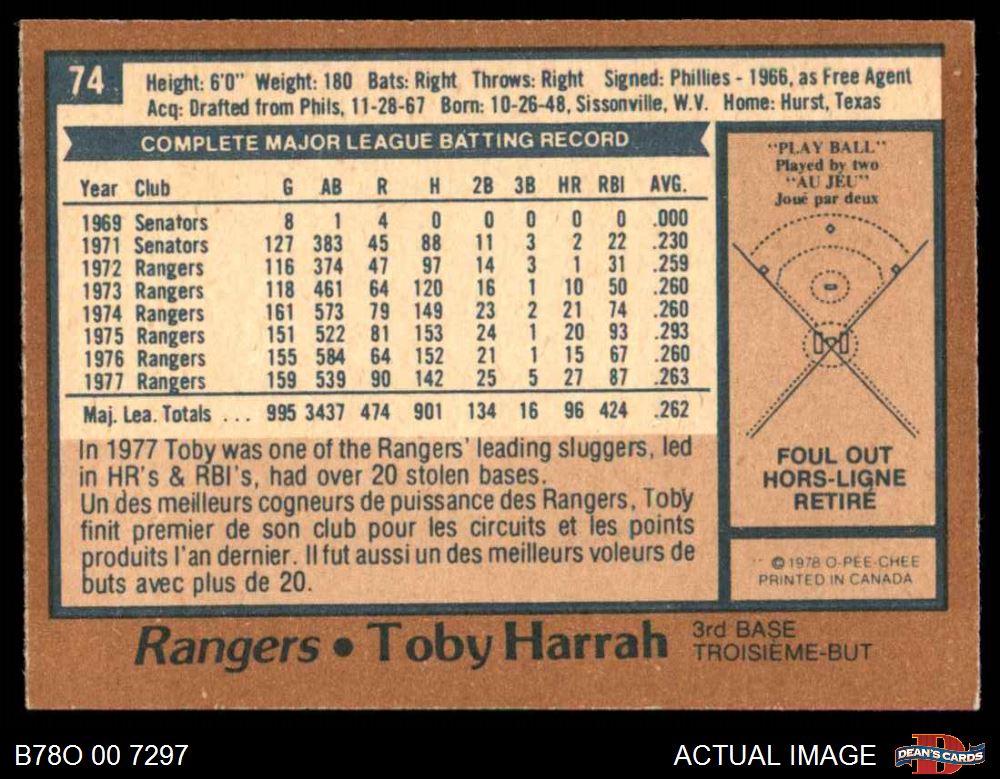 74
Height: 6'0" Weight: 180 Bats: Right Throws: Right Signed: Phillies - 1966, as Free Agent
Acq: Drafted from Phils, 11-28-67 Born: 10-26-48, Sissonville, W.V. Home: Hurst, Texas
COMPLETE MAJOR LEAGUE BATTING RECORD
Year Club G AB R H 2B 3B HR RBI AVG.
1969 Senators 8 1 4 0 0 0 0 0 .000
1971 Senators 127 383 45 88 11 3 2 22 .230
1972 Rangers 116 374 47 97 14 3 1 31 .259
1973 Rangers 118 461 64 120 16 1 10 50 .260
1974 Rangers 161 573 79 149 23 2 21 74 .260
1975 Rangers 151 522 81 153 24 1 20 93 .293
1976 Rangers 155 584 64 152 21 1 15 67 .260
1977 Rangers 159 539 90 142 25 5 27 87 .263
Maj. Lea. Totals ... 995 3437 474 901 134 16 96 424 .262
In 1977 Toby was one of the Rangers' leading sluggers, led
in HR's & RBI's, had over 20 stolen bases.
Un des meilleurs cogneurs de puissance des Rangers, Toby
finit premier de son club pour les circuits et les points
produits l'an dernier. Il fut aussi un des meilleurs voleurs de
buts avec plus de 20.
"PLAY BALL"
Played by two
"AU JEU"
Joué par deux
FOUL OUT
HORS-LIGNE
RETIRÉ
© 1978 O-PEE-CHEE
PRINTED IN CANADA
Rangers • Toby Harrah
3rd BASE
TROISIÈME-BUT
B78O 00 7297
ACTUAL IMAGE
D
DEAN'S CARDS